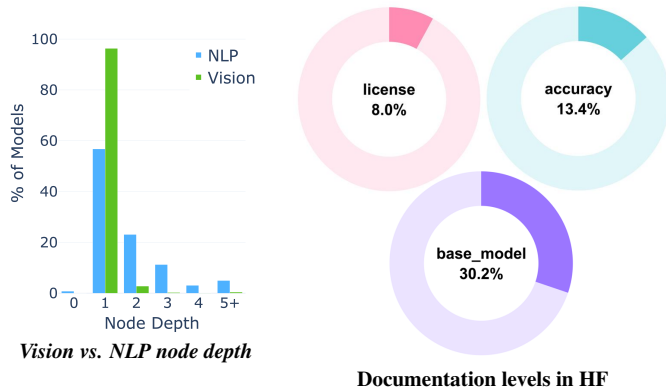 100
80
60
40
20
0
% of Models
NLP
Vision
0 1 2 3 4 5+
Node Depth
Vision vs. NLP node depth
license
8.0%
accuracy
13.4%
base_model
30.2%
Documentation levels in HF